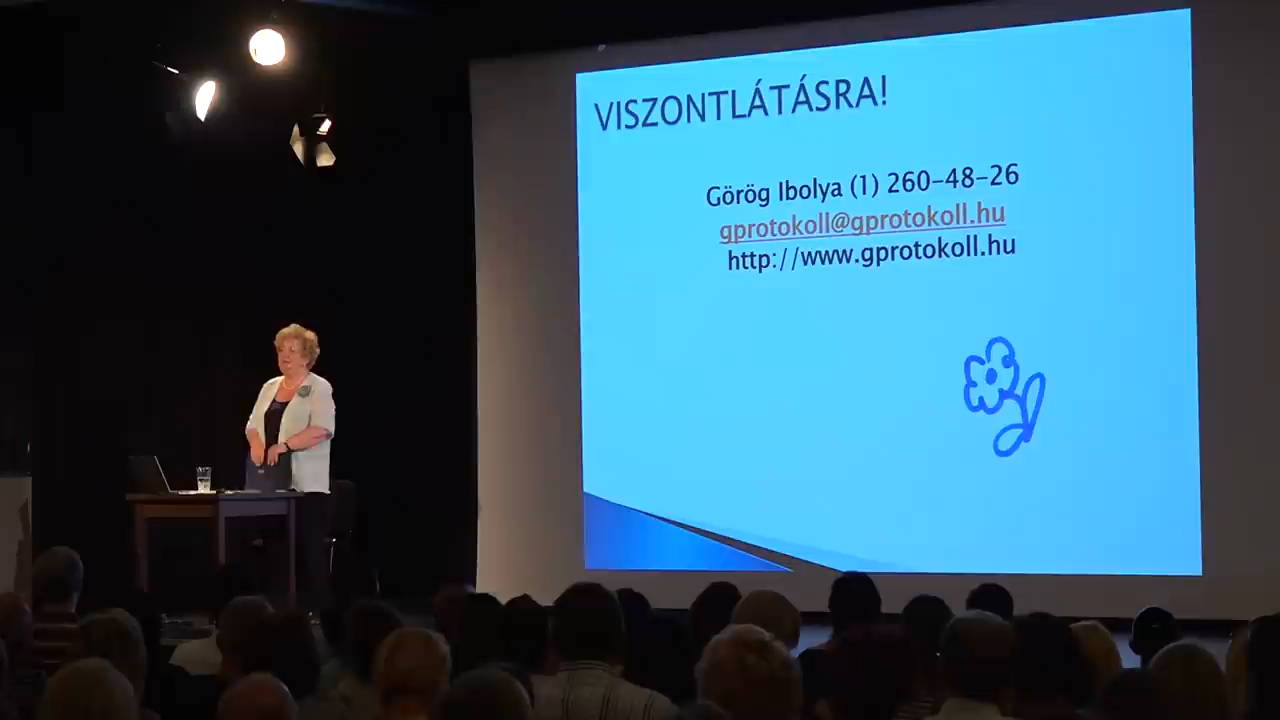 VISZONTLÁTÁSRA!
Görög Ibolya (1) 260-48-26
gprotokoll@gprotokoll.hu
http://www.gprotokoll.hu